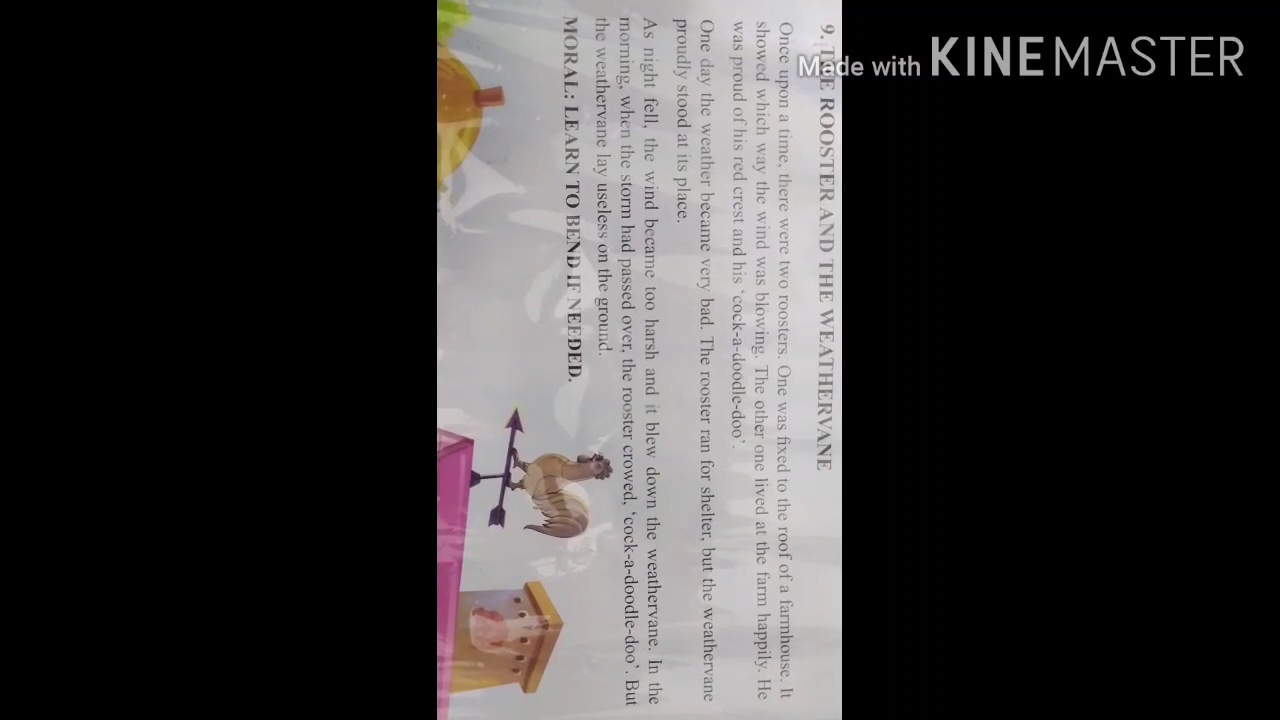 Made with KINEMASTER
9. THE ROOSTER AND THE WEATHERVANE
Once upon a time, there were two roosters. One was fixed to the roof of a farmhouse. It
showed which way the wind was blowing. The other one lived at the farm happily. He
was proud of his red crest and his ‘cock-a-doodle-doo’.
One day the weather became very bad. The rooster ran for shelter, but the weathervane
proudly stood at its place.
As night fell, the wind became too harsh and it blew down the weathervane. In the
morning, when the storm had passed over, the rooster crowed, ‘cock-a-doodle-doo’. But
the weathervane lay useless on the ground.
MORAL: LEARN TO BEND IF NEEDED.